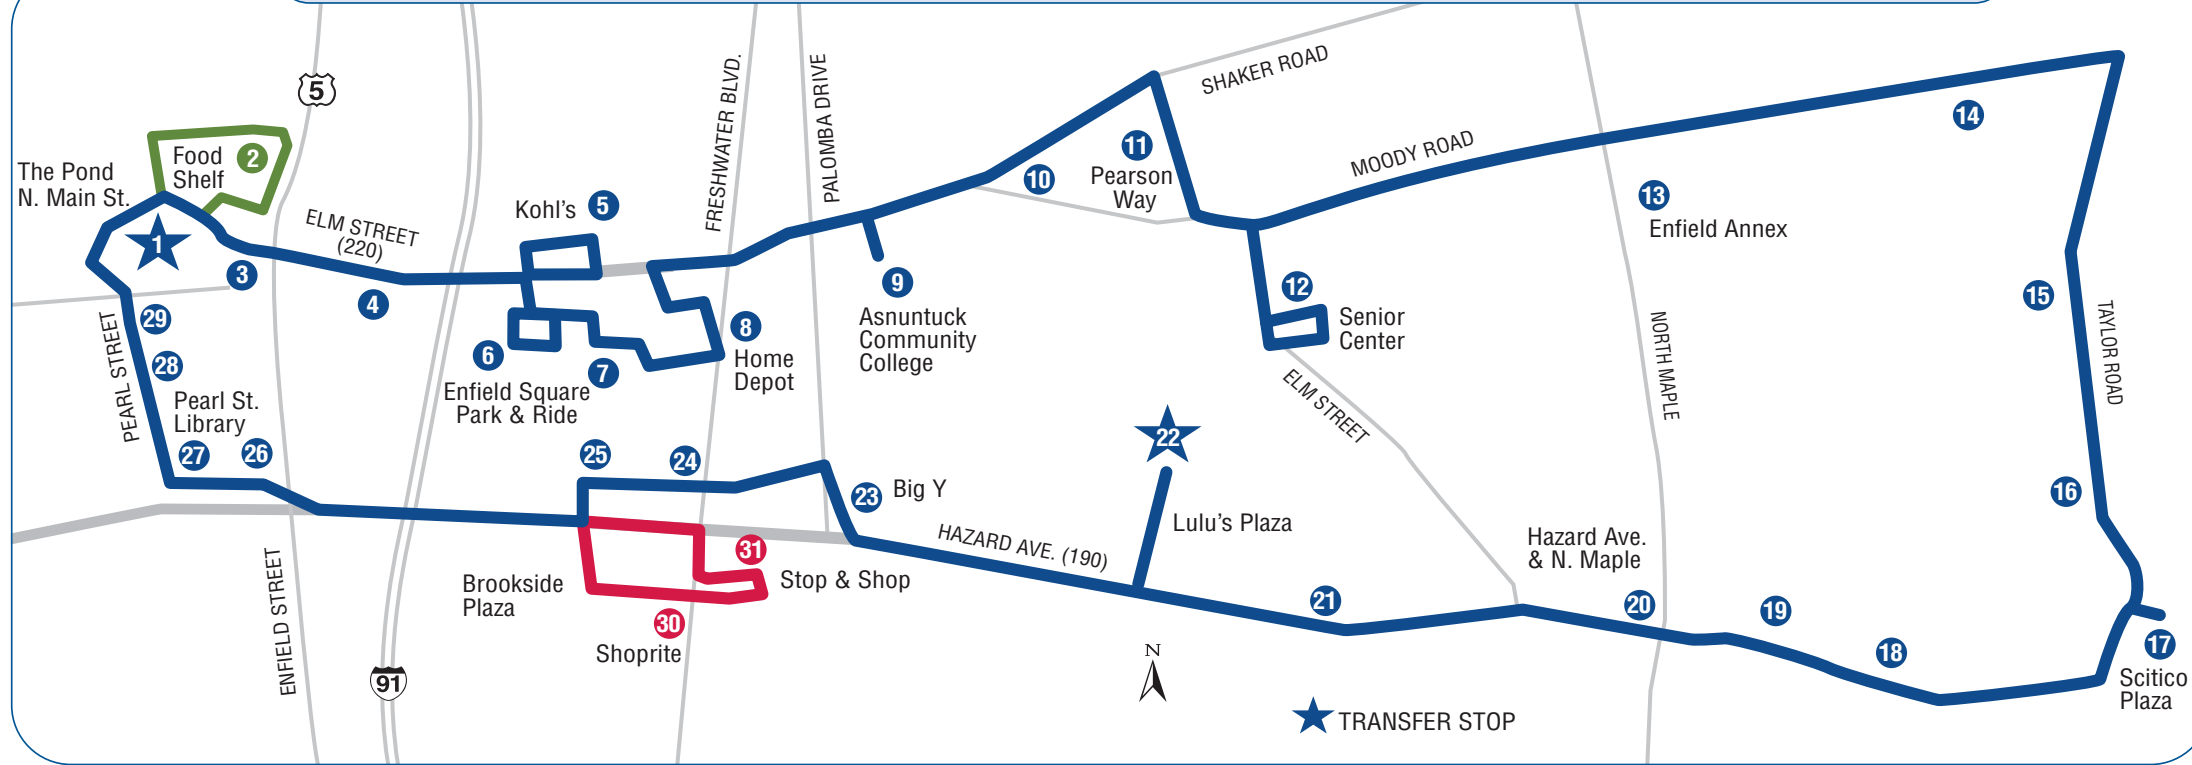 5
SHAKER ROAD
FRESHWATER BLVD.
PALOMBA DRIVE
14
MOODY ROAD
The Pond
N. Main St.
Food
Shelf
2
11
Pearson
Way
10
13
Enfield Annex
Kohl's
5
ELM STREET
(220)
1
3
4
9
Asnuntuck
Community
College
12
Senior
Center
15
TAYLOR ROAD
NORTH MAPLE
29
PEARL STREET
28
6
7
8
Home
Depot
Enfield Square
Park & Ride
Pearl St.
Library
27
26
ELM STREET
22
25
24
23
Big Y
16
Lulu's Plaza
HAZARD AVE. (190)
Hazard Ave.
& N. Maple
31
Stop & Shop
Brookside
Plaza
30
Shoprite
21
20
19
18
17
Scitico
Plaza
ENFIELD STREET
91
N
TRANSFER STOP